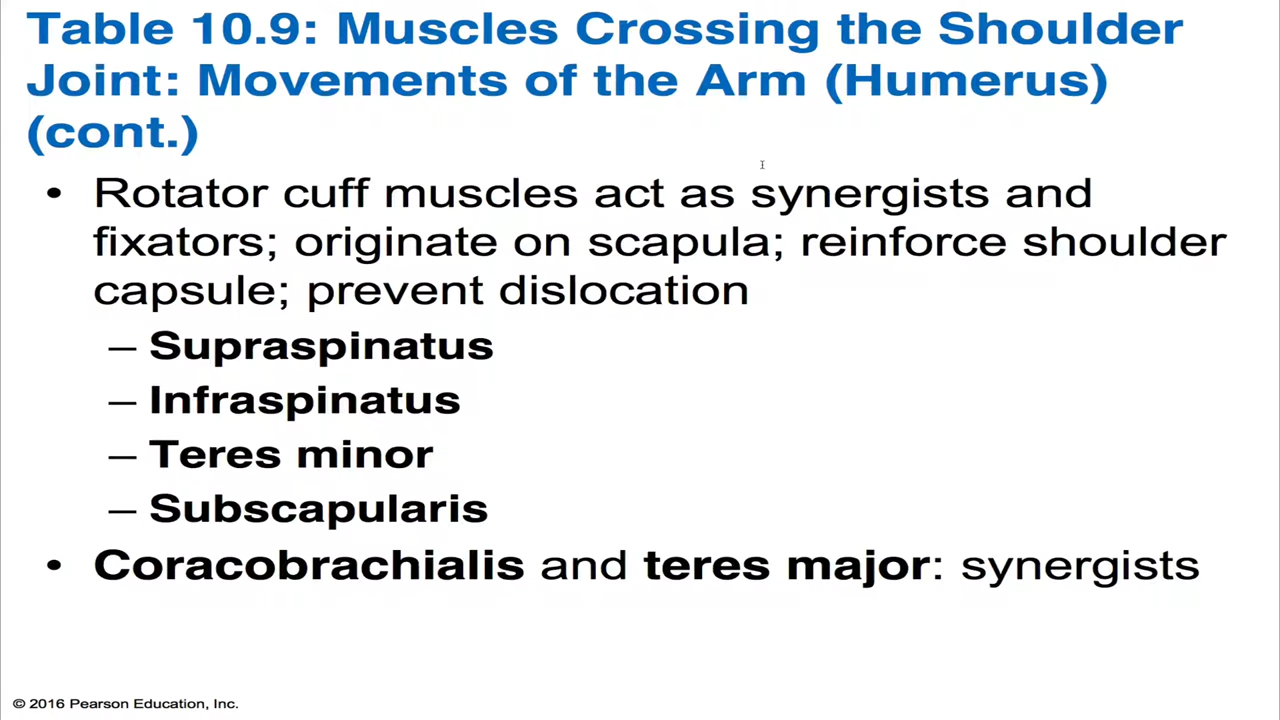 Table 10.9: Muscles Crossing the Shoulder
Joint: Movements of the Arm (Humerus)
(cont.)
• Rotator cuff muscles act as synergists and
fixators; originate on scapula; reinforce shoulder
capsule; prevent dislocation
– Supraspinatus
– Infraspinatus
– Teres minor
– Subscapularis
• Coracobrachialis and teres major: synergists
© 2016 Pearson Education, Inc.